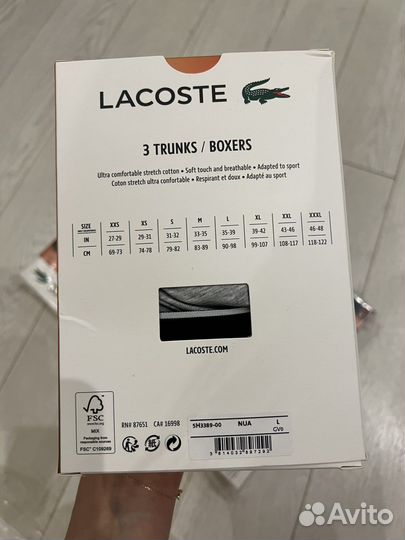 LACOSTE
3 TRUNKS / BOXERS
Ultra comfortable stretch cotton • Soft touch and breathable • Adapted to sport
Coton stretch ultra confortable • Respirant et doux • Adapté au sport
SIZE XXS XS S M L XL XXL XXXL
IN 27-29 29-31 31-32 33-35 35-39 39-42 43-46 46-48
CM 69-73 74-78 79-82 83-89 90-98 99-107 108-117 118-122
LACOSTE.COM
FSC
MIX
Packaging from responsible sources
FSC® C109269
RN# 87651 CA# 16998
5H3389-00 NUA L
GV6
Avito